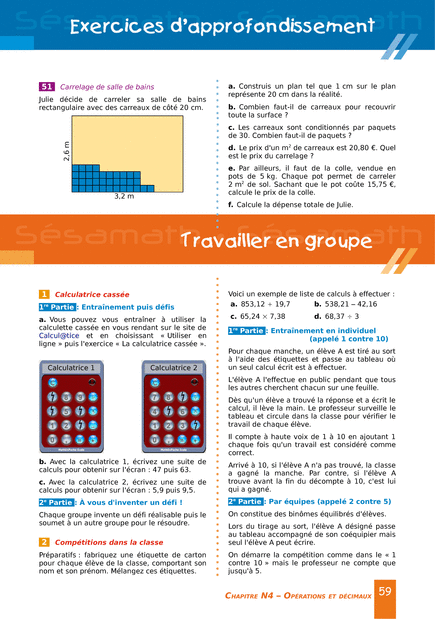 Exercices d'approfondissement
51 Carrelage de salle de bains
Julie décide de carreler sa salle de bains
rectangulaire avec des carreaux de côté 20 cm.
2,6 m
3,2 m
a. Construis un plan tel que 1 cm sur le plan
représente 20 cm dans la réalité.
b. Combien faut-il de carreaux pour recouvrir
toute la surface ?
c. Les carreaux sont conditionnés par paquets
de 30. Combien faut-il de paquets ?
d. Le prix d'un m² de carreaux est 20,80 €. Quel
est le prix du carrelage ?
e. Par ailleurs, il faut de la colle, vendue en
pots de 5 kg. Chaque pot permet de carreler
2 m² de sol. Sachant que le pot coûte 15,75 €,
calcule le prix de la colle.
f. Calcule la dépense totale de Julie.
Sésamath
Travailler en groupe
1 Calculatrice cassée
1re Partie : Entraînement puis défis
a. Vous pouvez vous entraîner à utiliser la
calculette cassée en vous rendant sur le site de
Calcul@tice et en choisissant « Utiliser en
ligne » puis l'exercice « La calculatrice cassée ».
Calculatrice 1
Calculatrice 2
b. Avec la calculatrice 1, écrivez une suite de
calculs pour obtenir sur l'écran : 47 puis 63.
c. Avec la calculatrice 2, écrivez une suite de
calculs pour obtenir sur l'écran : 5,9 puis 9,5.
2e Partie : À vous d'inventer un défi !
Chaque groupe invente un défi réalisable puis le
soumet à un autre groupe pour le résoudre.
2 Compétitions dans la classe
Préparatifs : fabriquez une étiquette de carton
pour chaque élève de la classe, comportant son
nom et son prénom. Mélangez ces étiquettes.
Voici un exemple de liste de calculs à effectuer :
a. 853,12 + 19,7 b. 538,21 – 42,16
c. 65,24 × 7,38 d. 68,37 ÷ 3
1re Partie : Entraînement en individuel
(appelé 1 contre 10)
Pour chaque manche, un élève A est tiré au sort
à l'aide des étiquettes et passe au tableau où
un seul calcul écrit est à effectuer.
L'élève A l'effectue en public pendant que tous
les autres cherchent chacun sur une feuille.
Dès qu'un élève a trouvé la réponse et a écrit le
calcul, il lève la main. Le professeur surveille le
tableau et circule dans la classe pour vérifier le
travail de chaque élève.
Il compte à haute voix de 1 à 10 en ajoutant 1
chaque fois qu'un travail est considéré comme
correct.
Arrivé à 10, si l'élève A n'a pas trouvé, la classe
a gagné la manche. Par contre, si l'élève A
trouve avant la fin du décompte à 10, c'est lui
qui a gagné.
2e Partie : Par équipes (appelé 2 contre 5)
On constitue des binômes équilibrés d'élèves.
Lors du tirage au sort, l'élève A désigné passe
au tableau accompagné de son coéquipier mais
seul l'élève A peut écrire.
On démarre la compétition comme dans le « 1
contre 10 » mais le professeur ne compte que
jusqu'à 5.
CHAPITRE N4 – OPÉRATIONS ET DÉCIMAUX 59